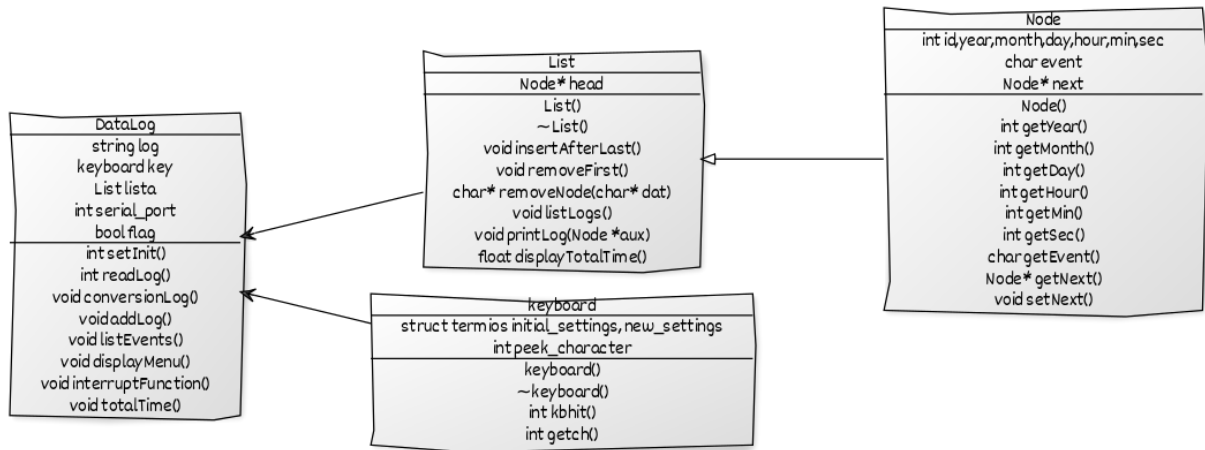 DataLog
string log
keyboard key
List lista
int serial_port
bool flag
int setInit()
int readLog()
void conversionLog()
void addLog()
void listEvents()
void displayMenu()
void interruptFunction()
void totalTime()
List
Node* head
List()
~List()
void insertAfterLast()
void removeFirst()
char* removeNode(char* dat)
void listLogs()
void printLog(Node *aux)
float displayTotalTime()
keyboard
struct termios initial_settings, new_settings
int peek_character
keyboard()
~keyboard()
int kbhit()
int getch()
Node
int id,year,month,day,hour,min,sec
char event
Node* next
Node()
int getYear()
int getMonth()
int getDay()
int getHour()
int getMin()
int getSec()
char getEvent()
Node* getNext()
void setNext()